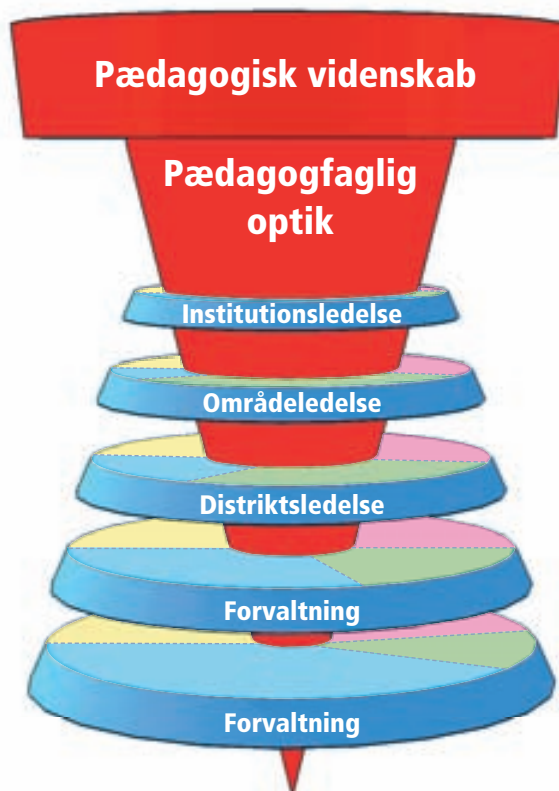 Pædagogisk videnskab
Pædagogfaglig
optik
Institutionsledelse
Områdeledelse
Distriktsledelse
Forvaltning
Forvaltning